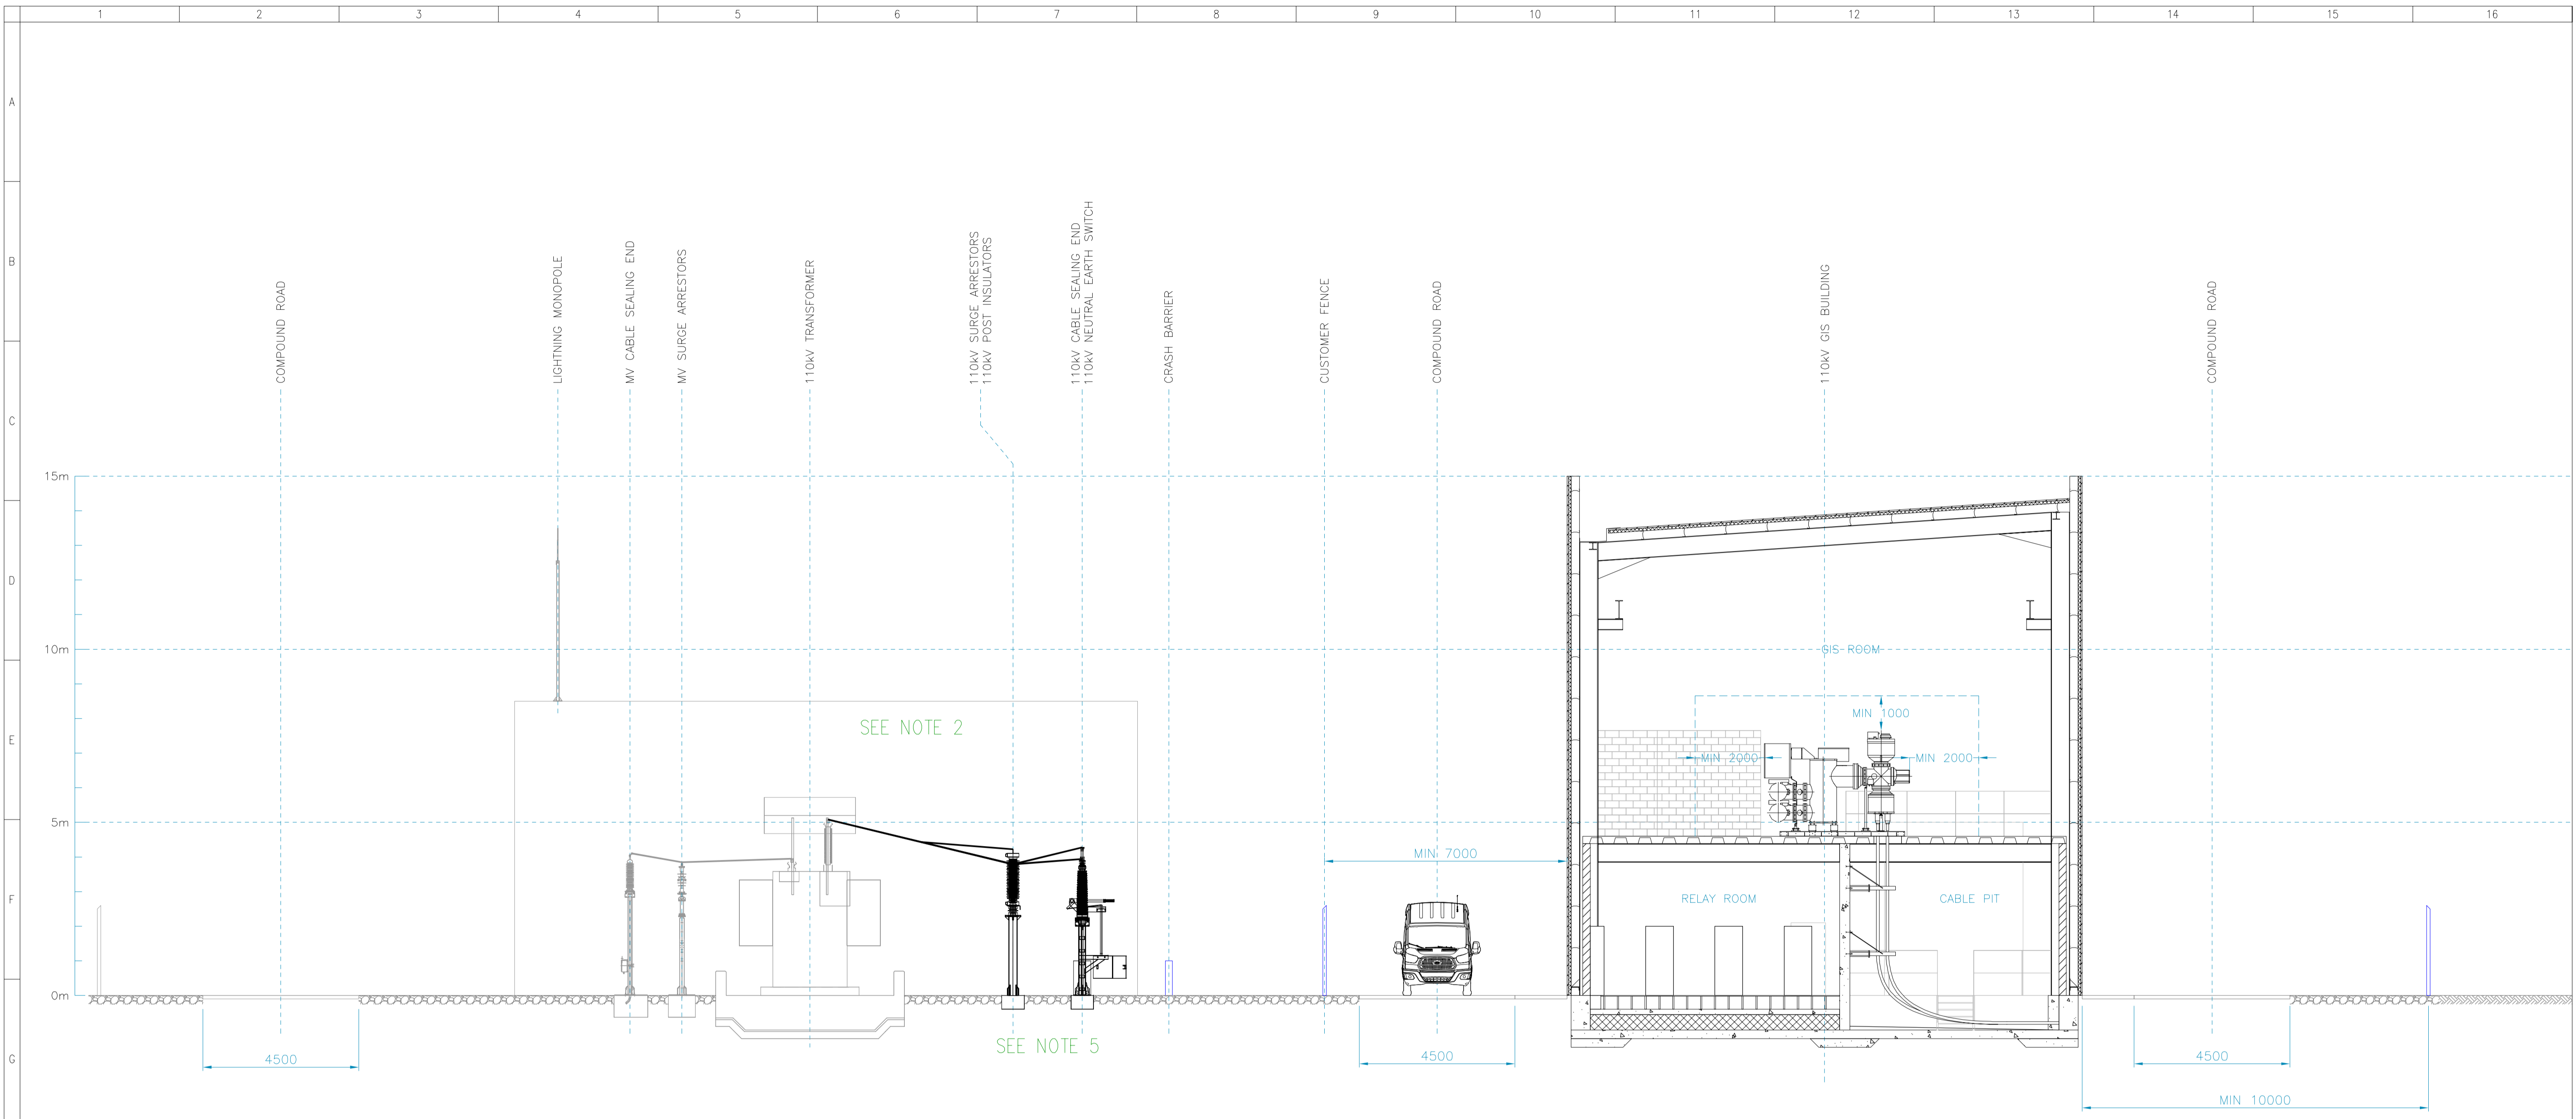 1
2
3
4
5
6
7
8
9
10
11
12
13
14
15
16
A
B
C
D
E
F
G
COMPOUND ROAD
LIGHTNING MONOPOLE
MV CABLE SEALING END
MV SURGE ARRESTORS
110kV TRANSFORMER
110kV SURGE ARRESTORS
110kV POST INSULATORS
110kV CABLE SEALING END
110kV NEUTRAL EARTH SWITCH
CRASH BARRIER
CUSTOMER FENCE
COMPOUND ROAD
110kV GIS BUILDING
COMPOUND ROAD
15m
10m
GIS ROOM
SEE NOTE 2
MIN 1000
MIN 2000
MIN 2000
5m
MIN 7000
RELAY ROOM
CABLE PIT
0m
SEE NOTE 5
4500
4500
4500
MIN 10000